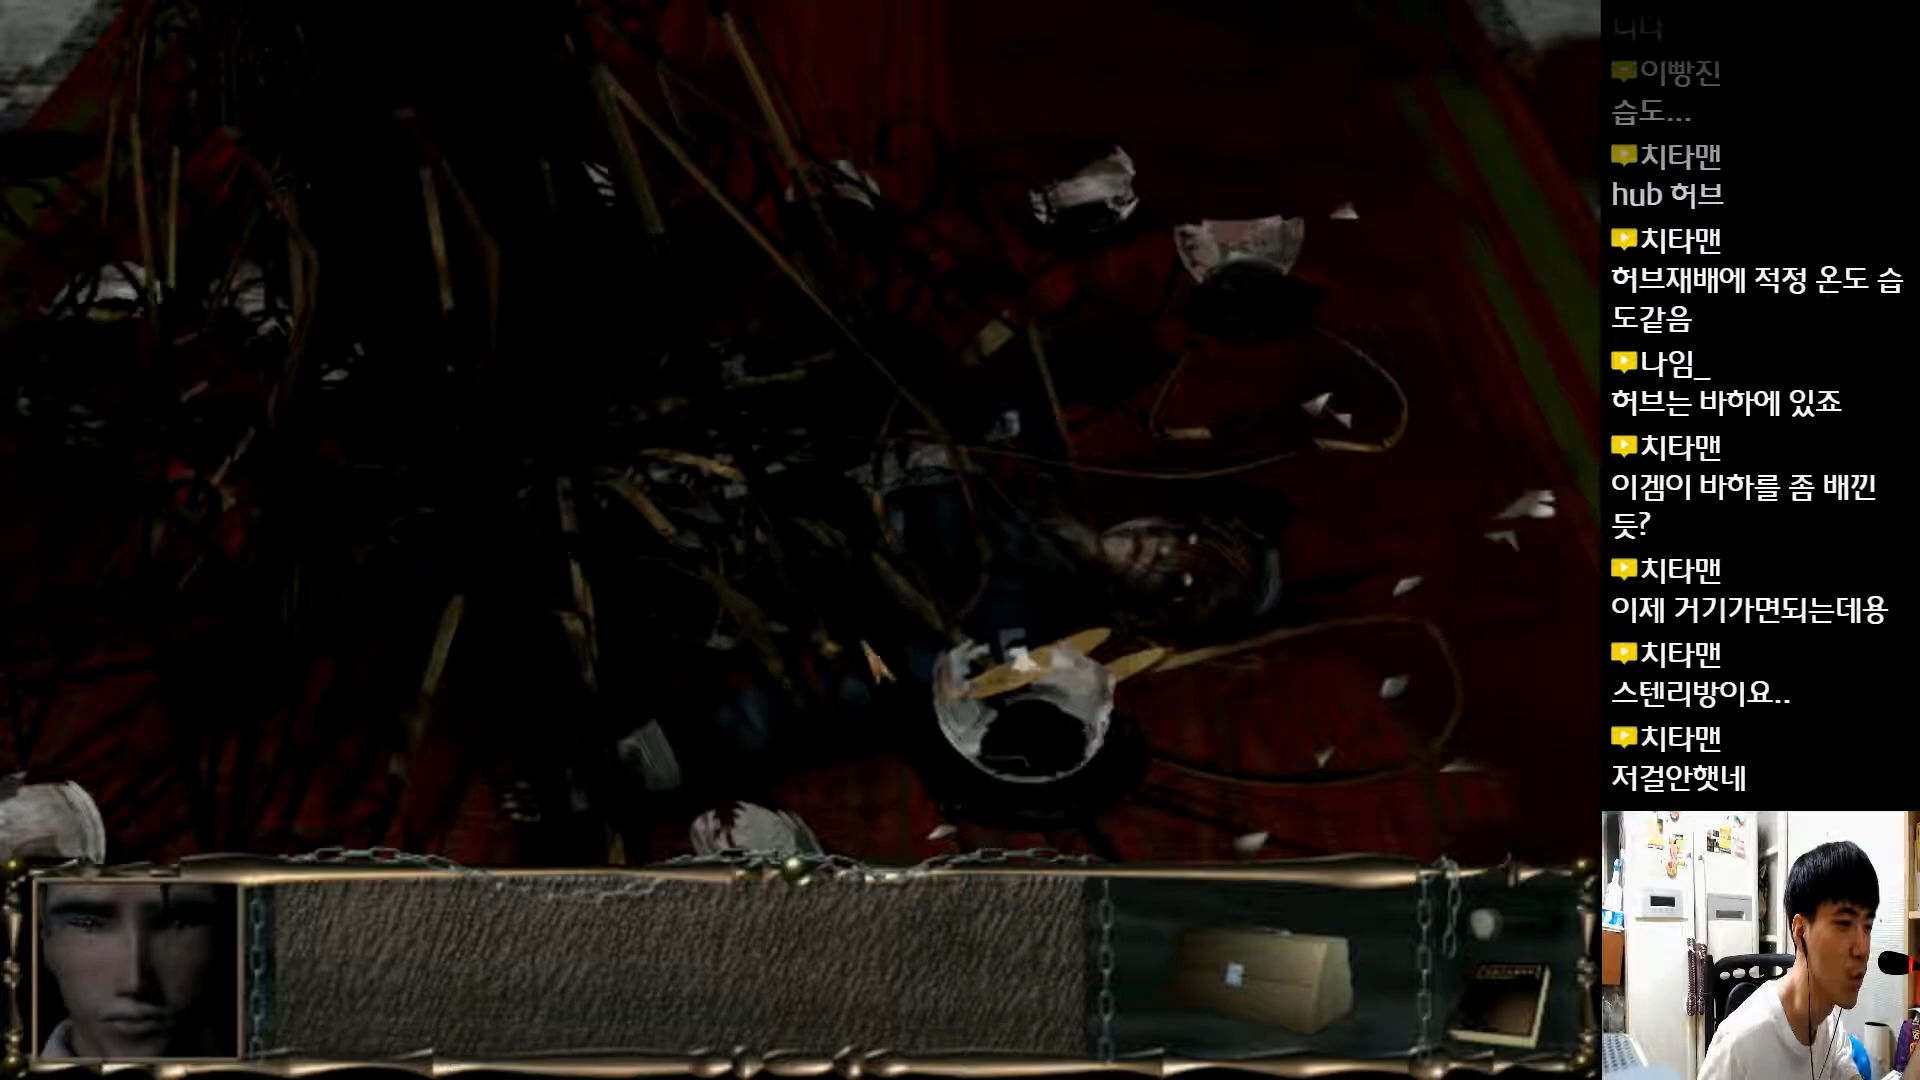 니다
이빵진
습도...
치타맨
hub 허브
치타맨
허브재배에 적정 온도 습
도같음
나임_
허브는 바하에 있죠
치타맨
이겜이 바하를 좀 배낀
듯?
치타맨
이제 거기가면되는데용
치타맨
스텐리방이요..
치타맨
저걸안햇네